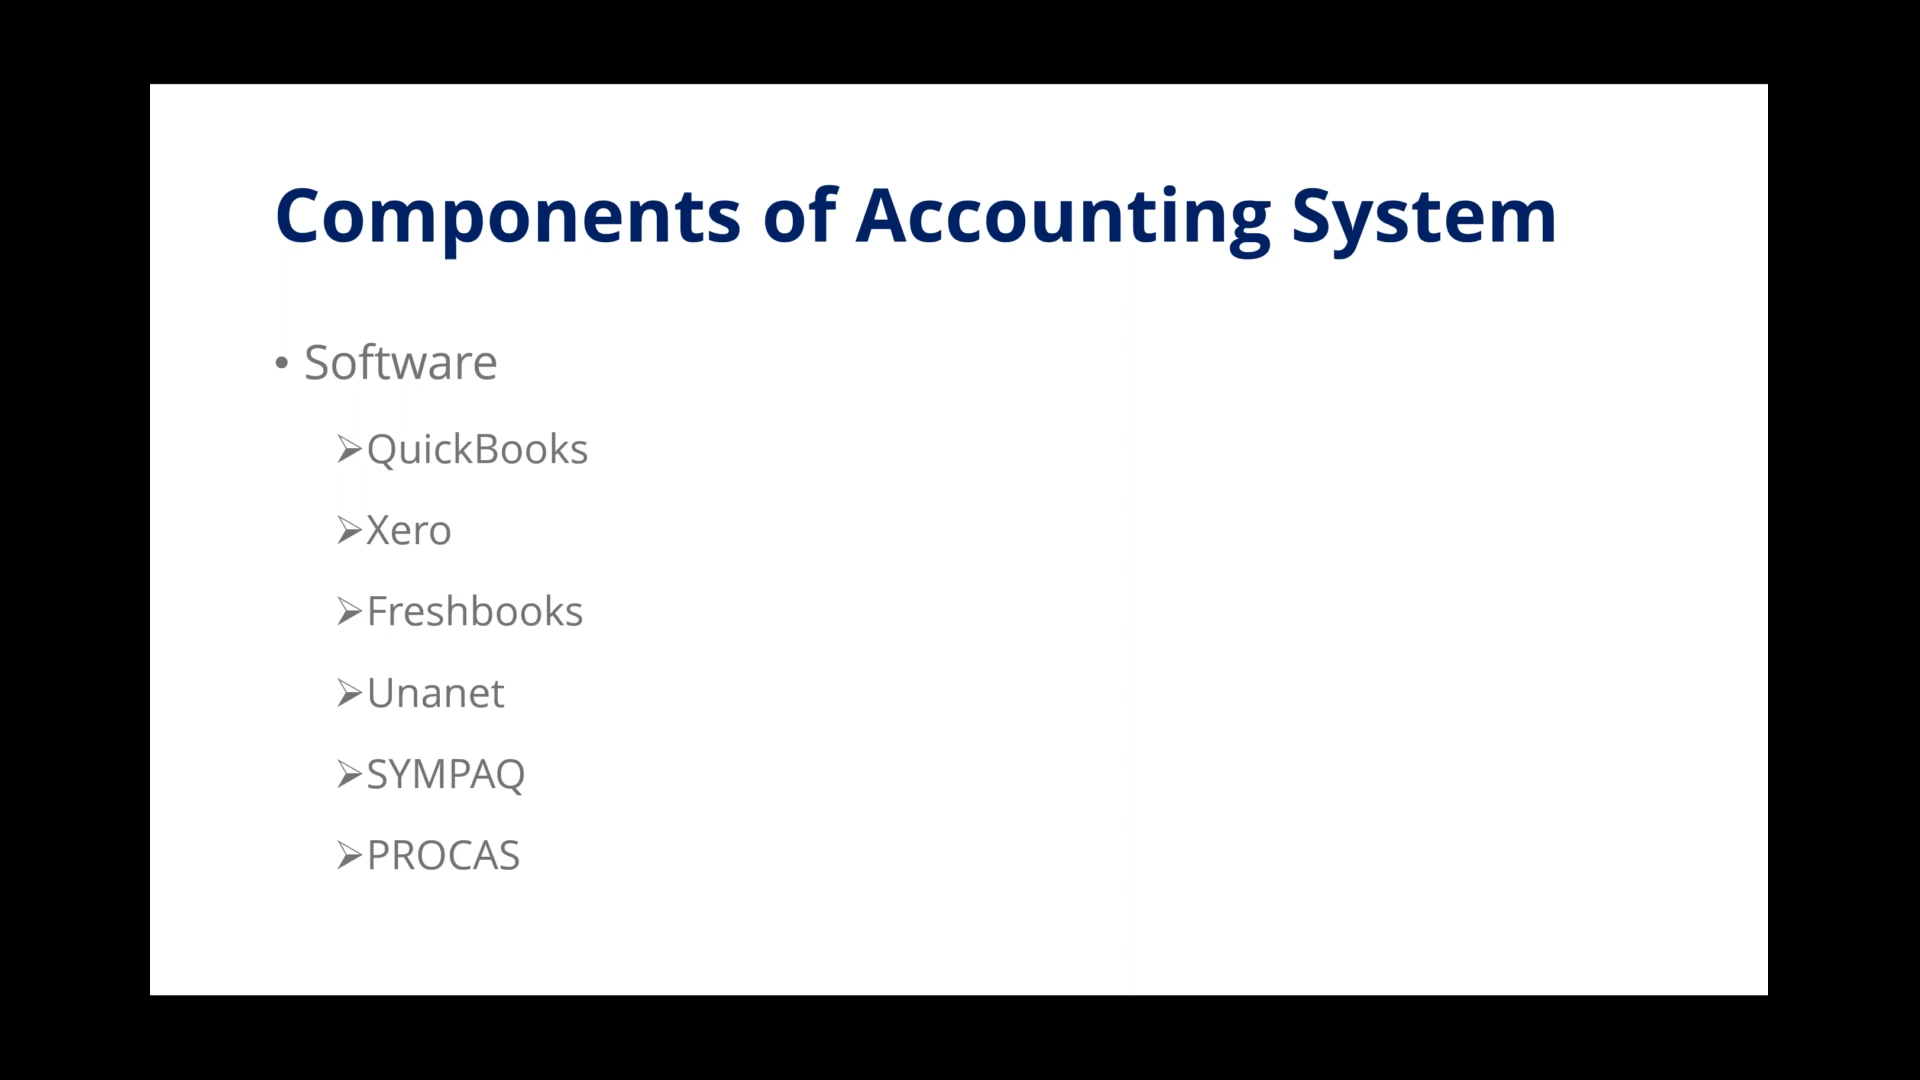 Components of Accounting System
• Software
➢QuickBooks
➢Xero
➢Freshbooks
➢Unanet
➢SYMPAQ
➢PROCAS